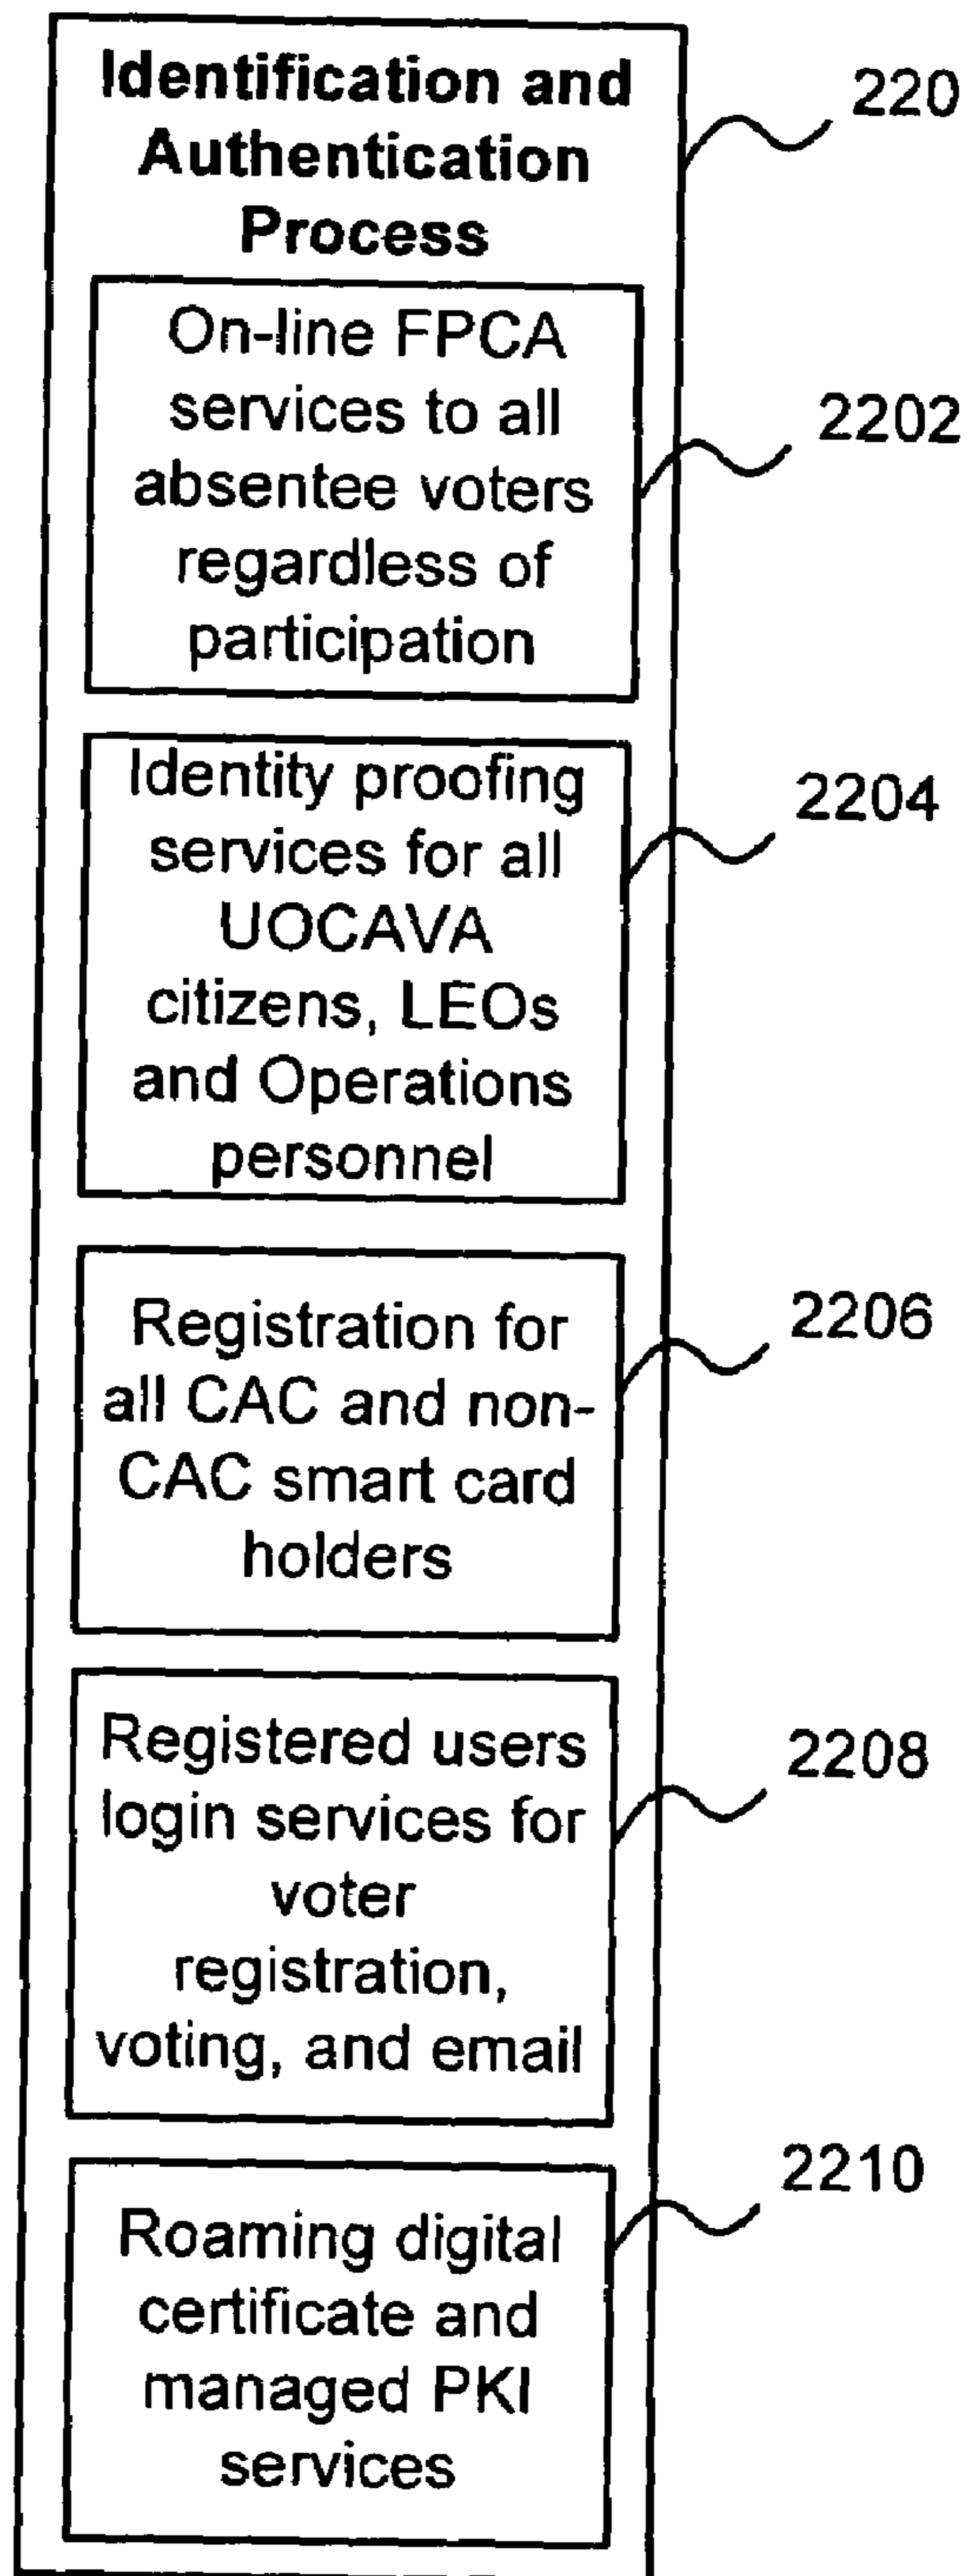 Identification and
Authentication
Process
220
On-line FPCA
services to all
absentee voters
regardless of
participation
2202
Identity proofing
services for all
UOCAVA
citizens, LEOs
and Operations
personnel
2204
Registration for
all CAC and non-
CAC smart card
holders
2206
Registered users
login services for
voter
registration,
voting, and email
2208
Roaming digital
certificate and
managed PKI
services
2210